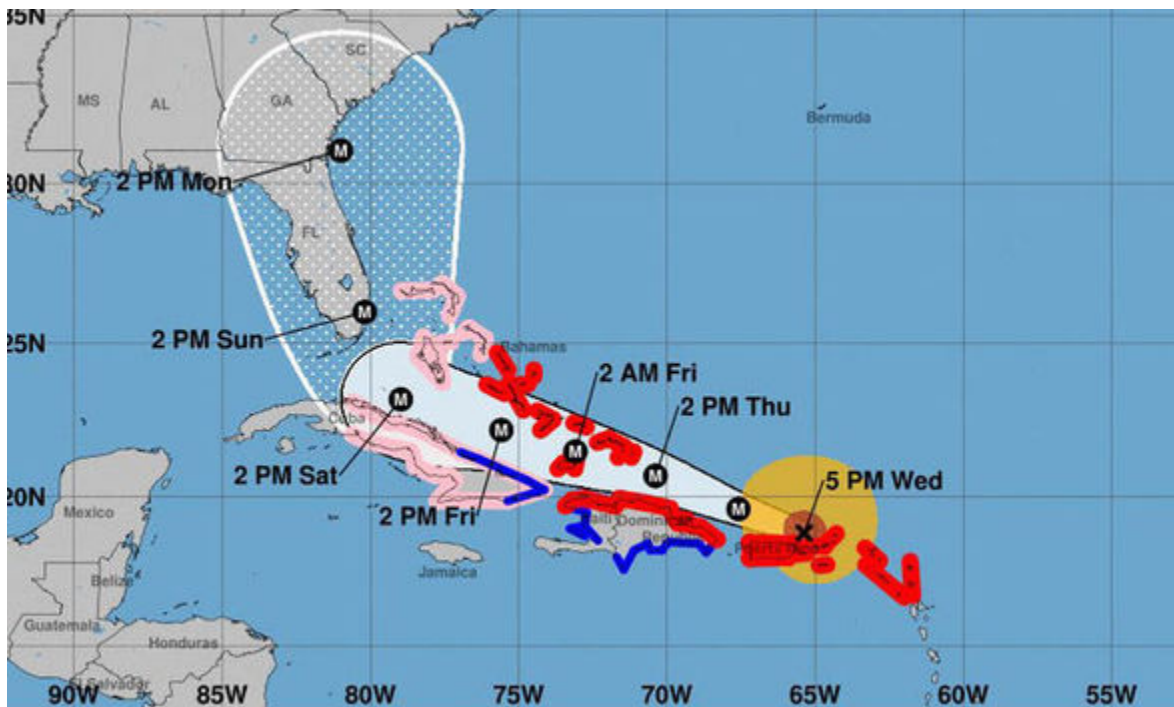 35N
SC
MS
AL
GA
Bermuda
M
2 PM Mon
30N
FL
M
2 PM Sun
25N
Bahamas
2 AM Fri
M
Cuba
M
2 PM Thu
M
M
2 PM Sat
5 PM Wed
20N
2 PM Fri
M
Mexico
Haiti
Dominican
Republic
Puerto Rico
Jamaica
Belize
Guatemala
Honduras
El Salvador
90W
85W
80W
75W
70W
65W
60W
55W